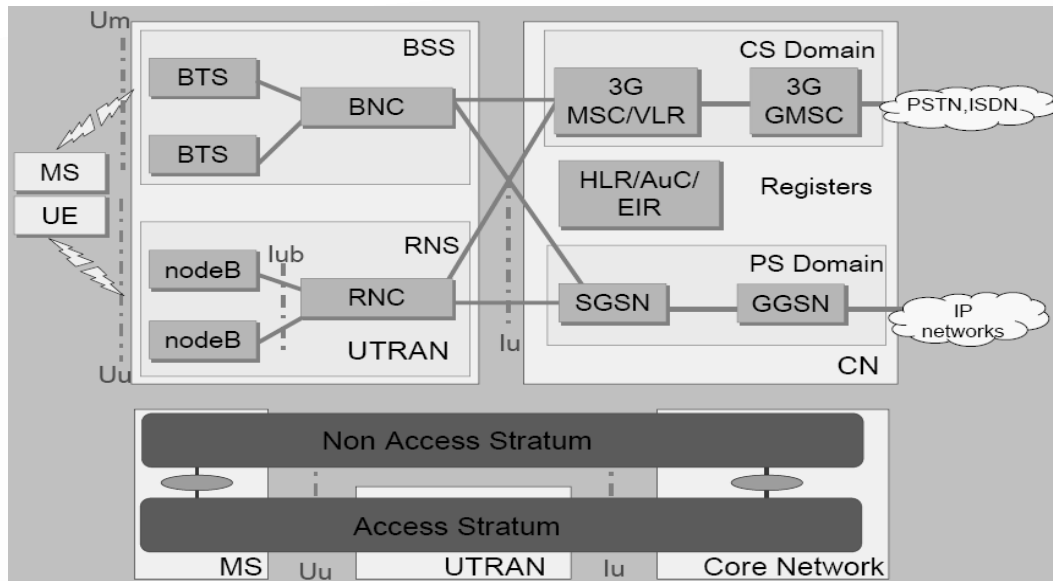 Um
BSS
BTS
BNC
BTS
MS
UE
RNS
Iub
nodeB
RNC
nodeB
UTRAN
Uu
Iu
CS Domain
3G
MSC/VLR
3G
GMSC
PSTN,ISDN
HLR/AuC/
EIR
Registers
PS Domain
SGSN
GGSN
IP
networks
CN
Non Access Stratum
Access Stratum
MS
Uu
UTRAN
Iu
Core Network